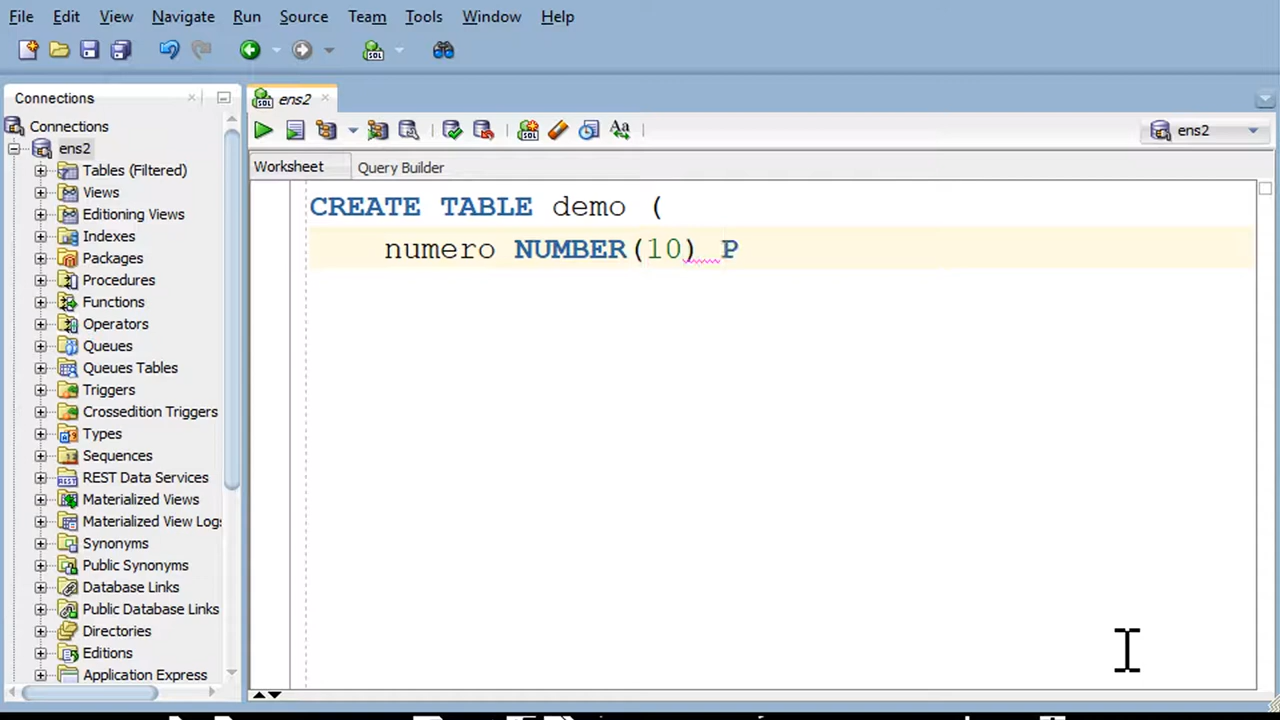 File Edit View Navigate Run Source Team Tools Window Help
SQL
Connections
ens2
Connections
ens2
ens2
Worksheet
Query Builder
Tables (Filtered)
Views
Editioning Views
Indexes
Packages
Procedures
Functions
Operators
Queues
Queues Tables
Triggers
Crossedition Triggers
Types
Sequences
REST Data Services
Materialized Views
Materialized View Logs
Synonyms
Public Synonyms
Database Links
Public Database Links
Directories
Editions
Application Express
CREATE TABLE demo (
numero NUMBER(10) P